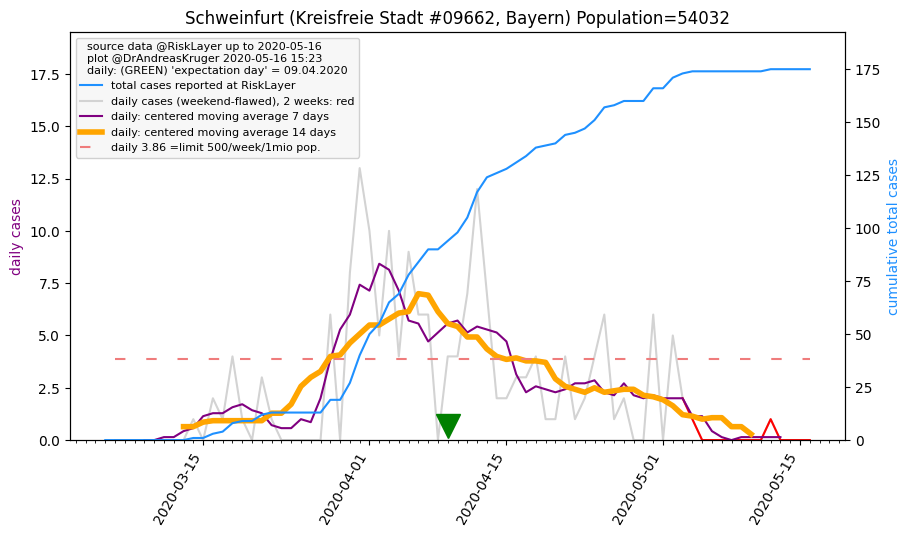 Schweinfurt (Kreisfreie Stadt #09662, Bayern) Population=54032
source data @RiskLayer up to 2020-05-16
plot @DrAndreasKruger 2020-05-16 15:23
daily: (GREEN) 'expectation day' = 09.04.2020
total cases reported at RiskLayer
daily cases (weekend-flawed), 2 weeks: red
daily: centered moving average 7 days
daily: centered moving average 14 days
daily 3.86 =limit 500/week/1mio pop.
daily cases
17.5
15.0
12.5
10.0
7.5
5.0
2.5
0.0
175
150
125
100
75
50
25
0
cumulative total cases
2020-03-15
2020-04-01
2020-04-15
2020-05-01
2020-05-15